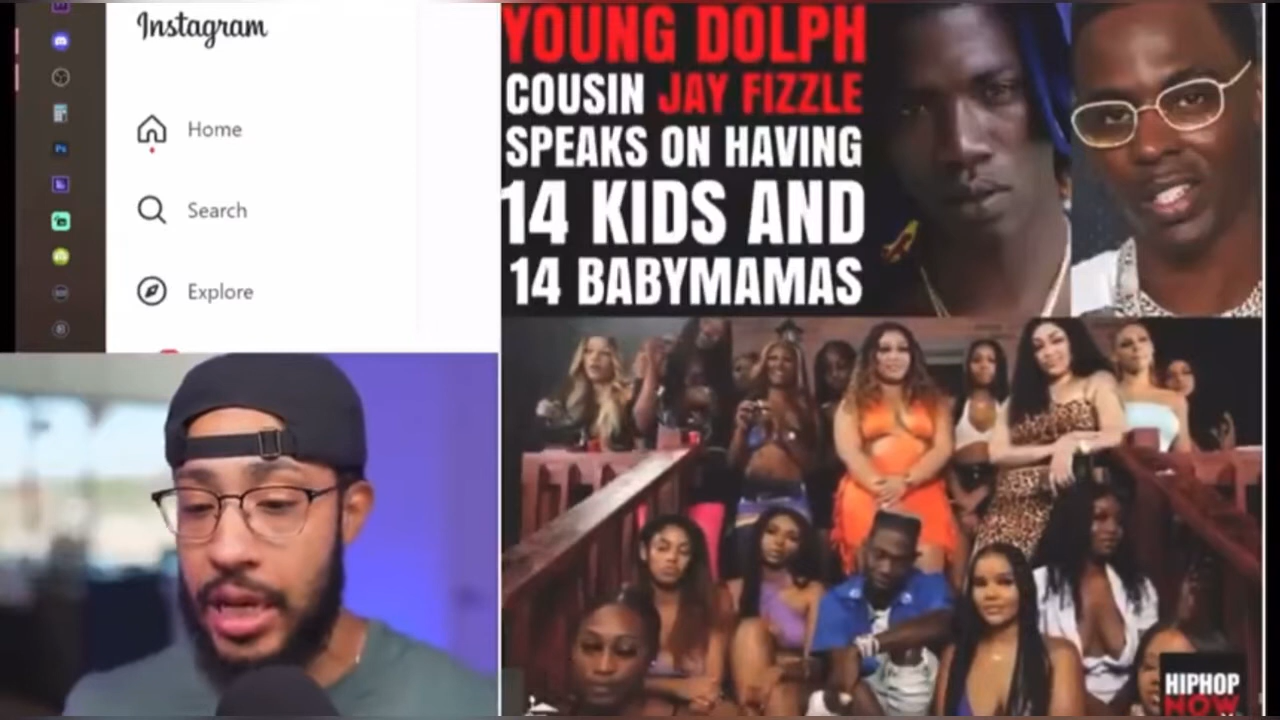 Instagram
Home
Search
Explore
YOUNG DOLPH
COUSIN JAY FIZZLE
SPEAKS ON HAVING
14 KIDS AND
14 BABYMAMAS
Ps
HIPHOP
NOW